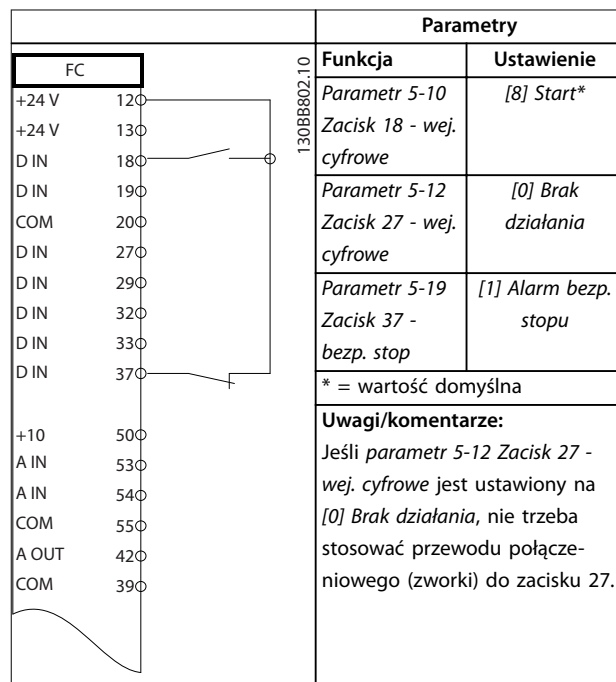 FC
+24 V 12
+24 V 13
D IN 18
D IN 19
COM 20
D IN 27
D IN 29
D IN 32
D IN 33
D IN 37
+10 50
A IN 53
A IN 54
COM 55
A OUT 42
COM 39
130BB802.10
Parametry
Funkcja Ustawienie
Parametr 5-10 [8] Start*
Zacisk 18 - wej.
cyfrowe
Parametr 5-12 [0] Brak
Zacisk 27 - wej. działania
cyfrowe
Parametr 5-19 [1] Alarm bezp.
Zacisk 37 - stopu
bezp. stop
* = wartość domyślna
Uwagi/komentarze:
Jeśli parametr 5-12 Zacisk 27 -
wej. cyfrowe jest ustawiony na
[0] Brak działania, nie trzeba
stosować przewodu połącze-
niowego (zworki) do zacisku 27.